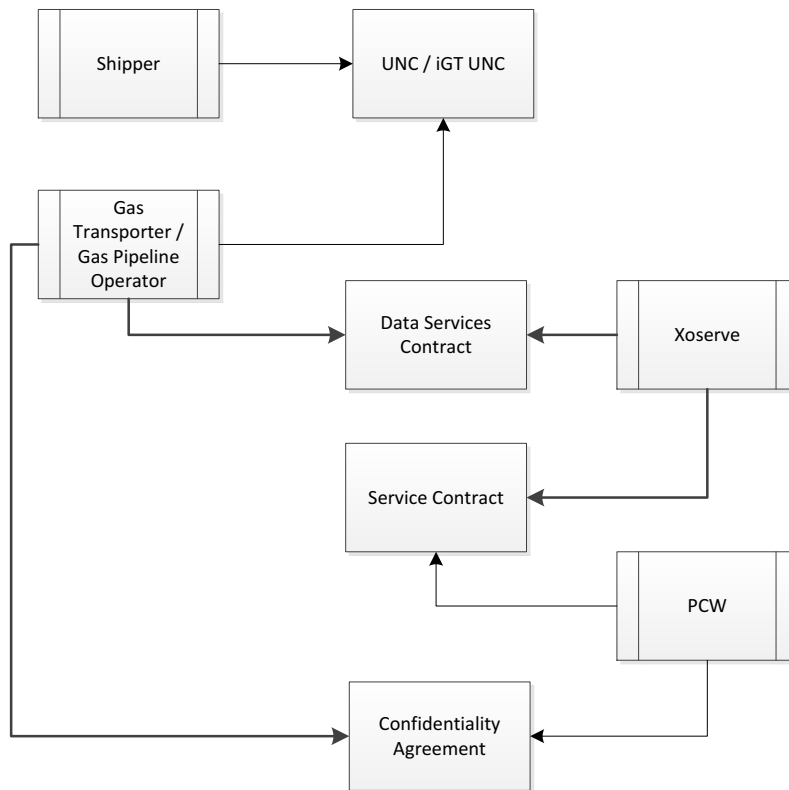 Shipper
UNC / iGT UNC
Gas
Transporter /
Gas Pipeline
Operator
Data Services
Contract
Xoserve
Service Contract
PCW
Confidentiality
Agreement